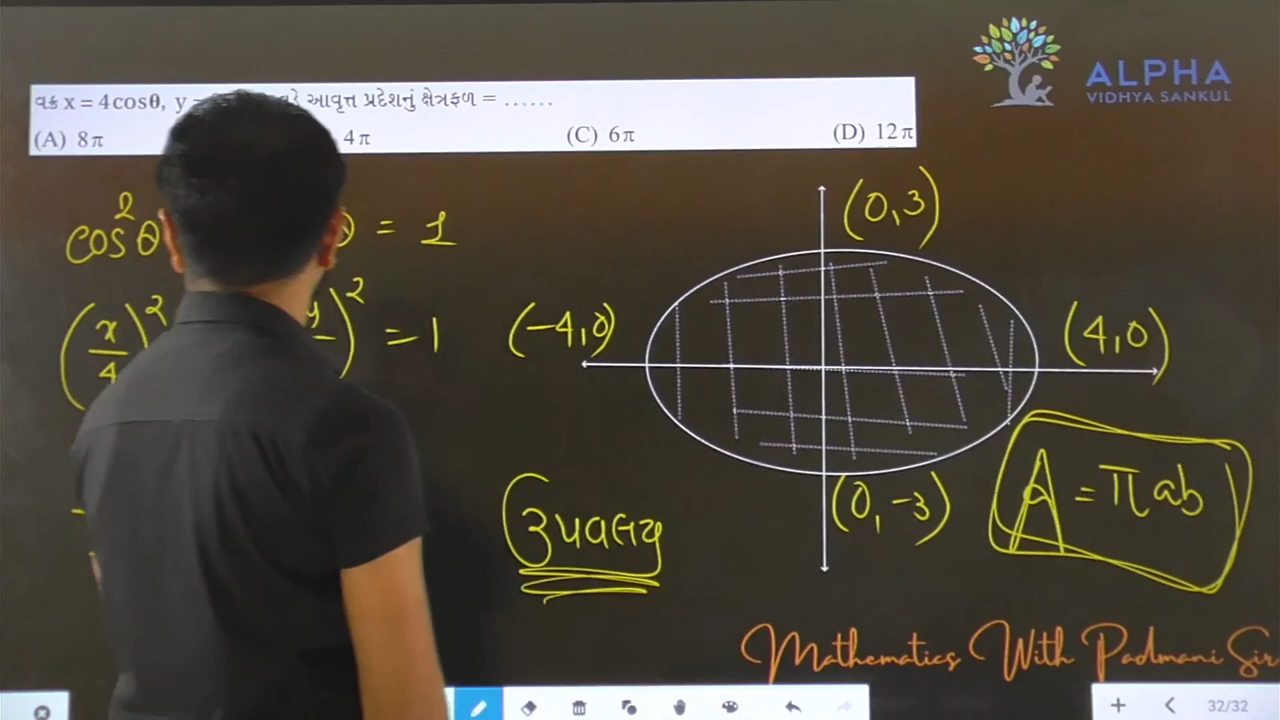 ALPHA
VIDHYA SANKUL
વક્ર x = 4cosθ, y આવૃત્ત પ્રદેશનું ક્ષેત્રફળ = ......
(A) 8π 4π (C) 6π (D) 12π
cos²θ = 1
(x/4)² )² = 1
(0,3)
(-4,0)
(4,0)
(0,-3)
A = πab
ઉપવલય
Mathematics With Padmani Sir
32/32